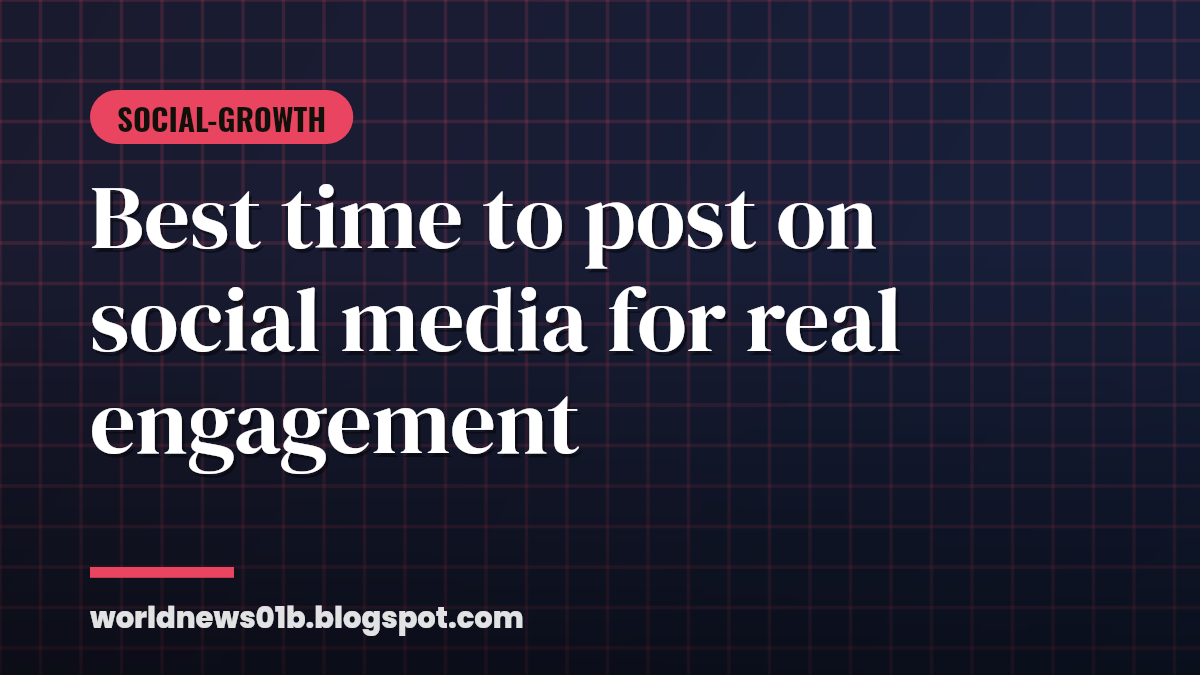 SOCIAL-GROWTH
Best time to post on
social media for real
engagement
worldnews01b.blogspot.com